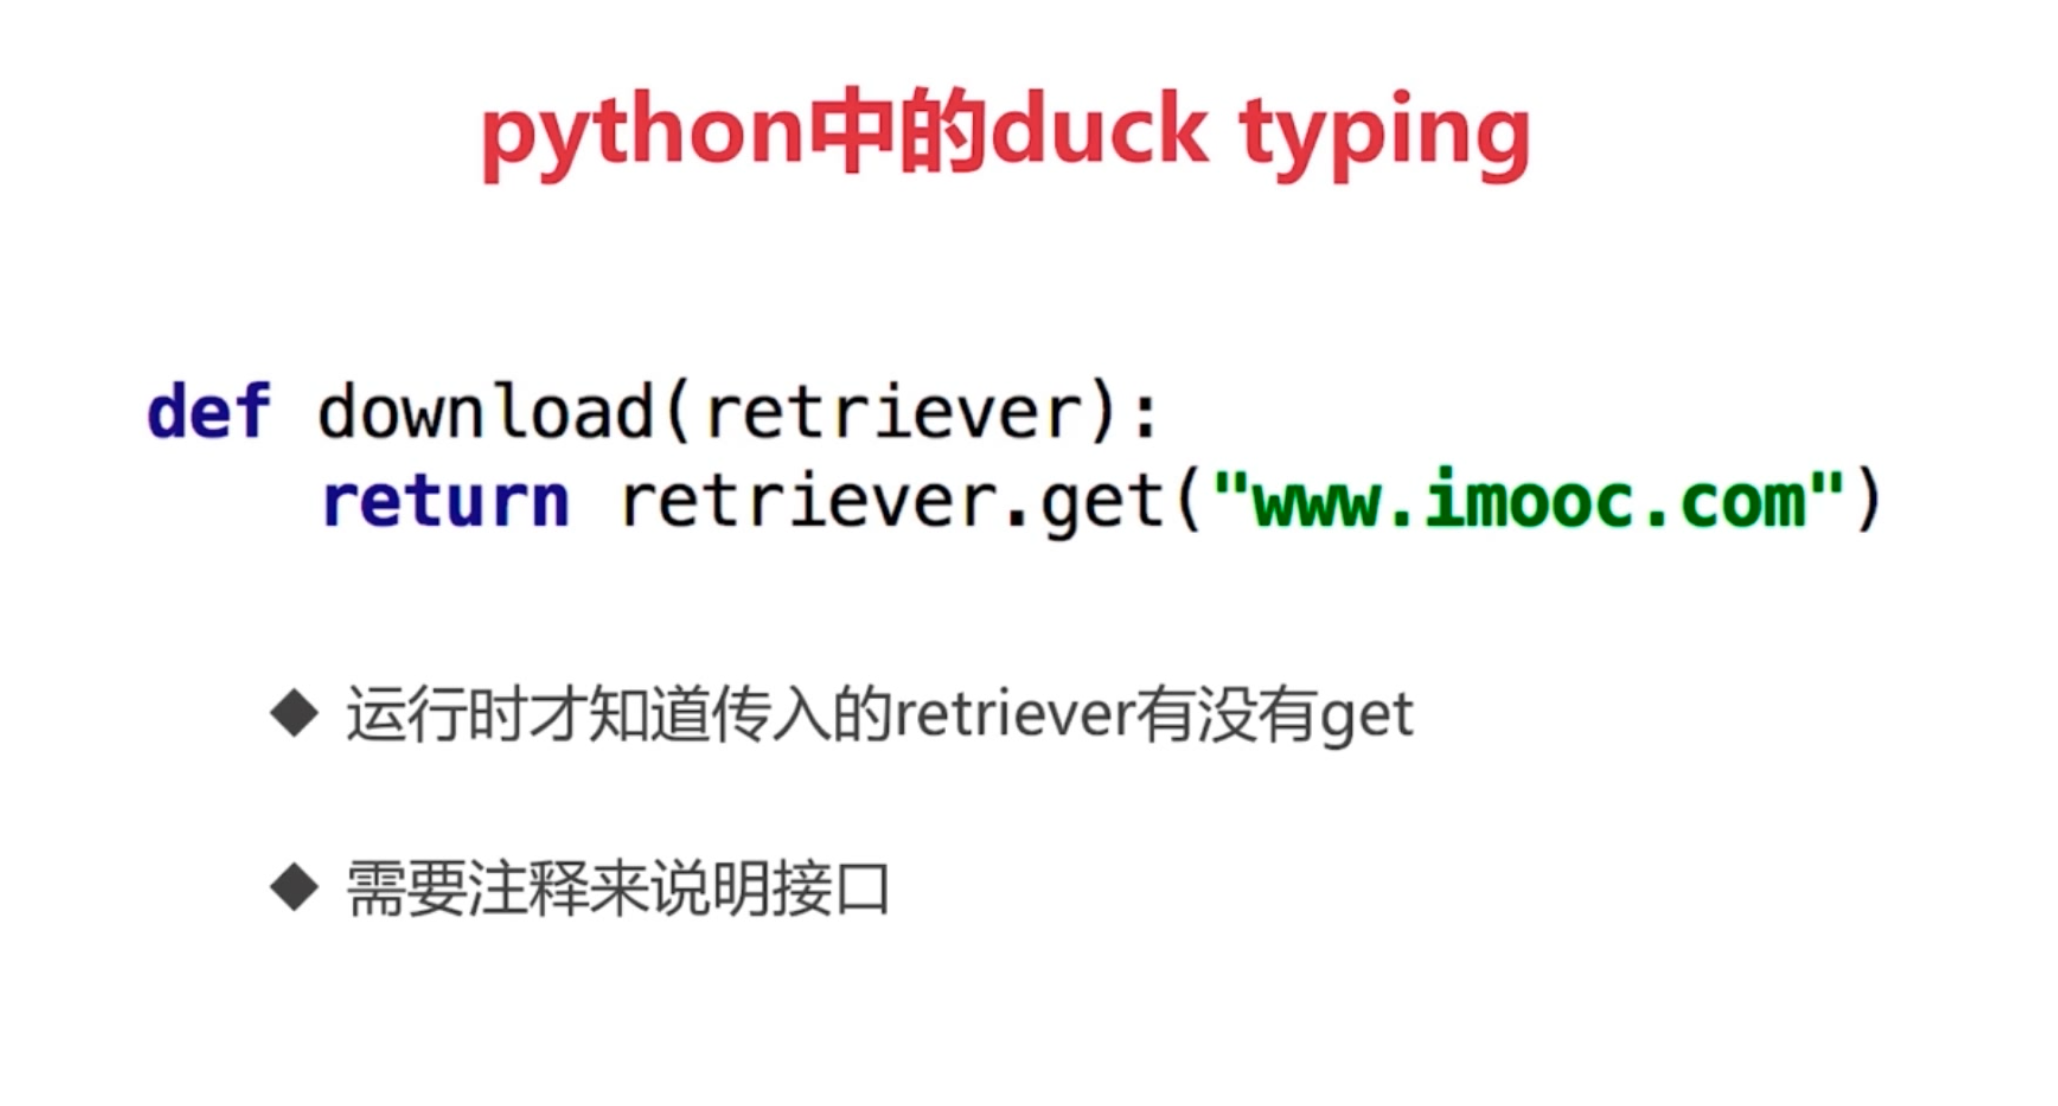 python中的duck typing
def download(retriever):
    return retriever.get("www.imooc.com")
◆ 运行时才知道传入的retriever有没有get
◆ 需要注释来说明接口